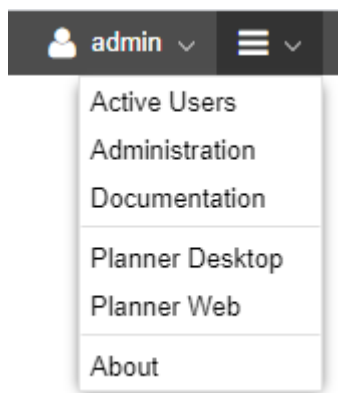 admin
Active Users
Administration
Documentation
Planner Desktop
Planner Web
About